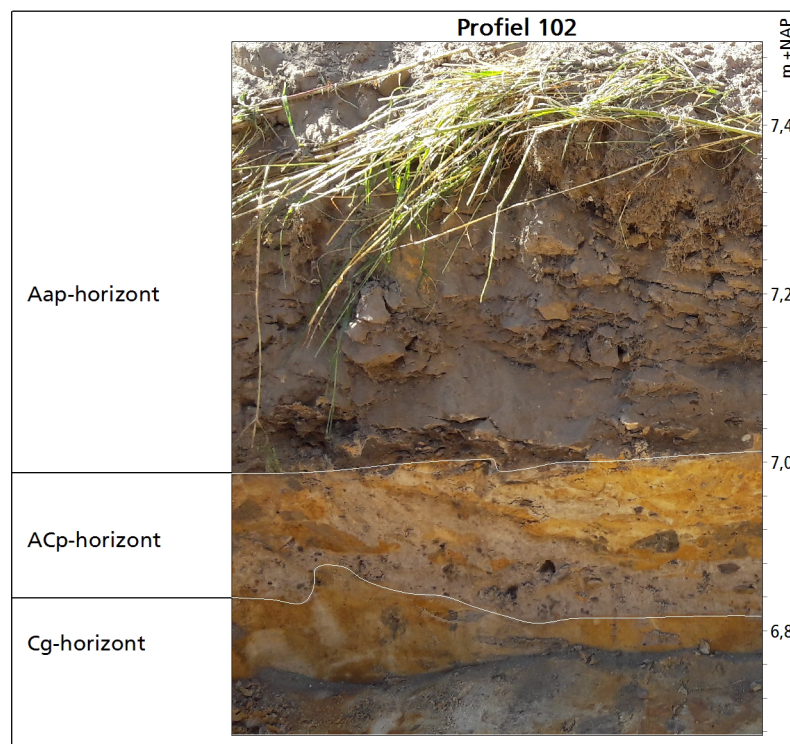 Profiel 102
m +NAP
7,4
Aap-horizont
7,2
7,0
ACp-horizont
6,8
Cg-horizont